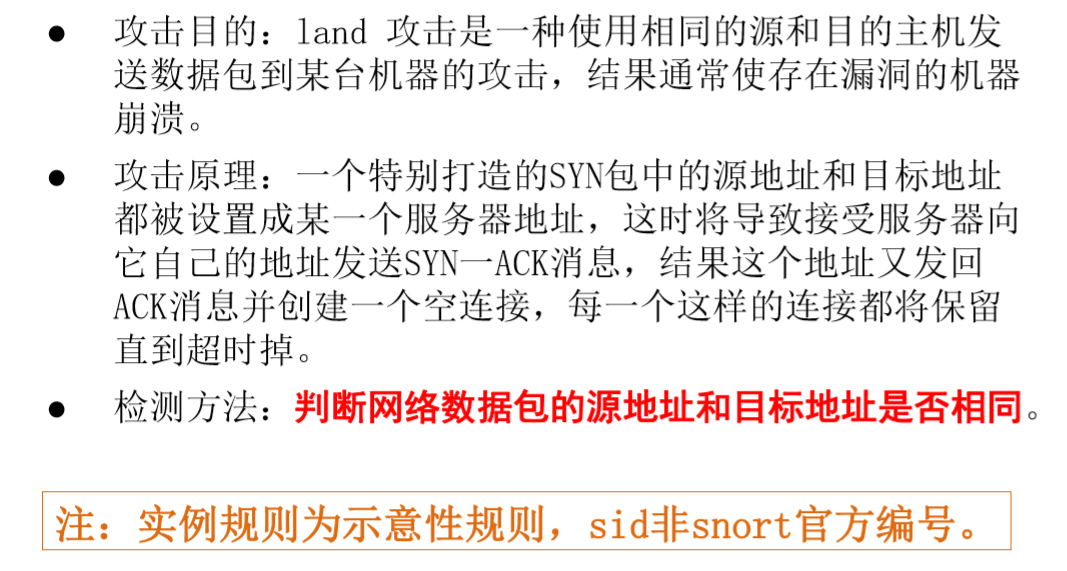 ● 攻击目的：land 攻击是一种使用相同的源和目的主机发
送数据包到某台机器的攻击，结果通常使存在漏洞的机器
崩溃。
● 攻击原理：一个特别打造的SYN包中的源地址和目标地址
都被设置成某一个服务器地址，这时将导致接受服务器向
它自己的地址发送SYN一ACK消息，结果这个地址又发回
ACK消息并创建一个空连接，每一个这样的连接都将保留
直到超时掉。
● 检测方法：判断网络数据包的源地址和目标地址是否相同。
注：实例规则为示意性规则，sid非snort官方编号。